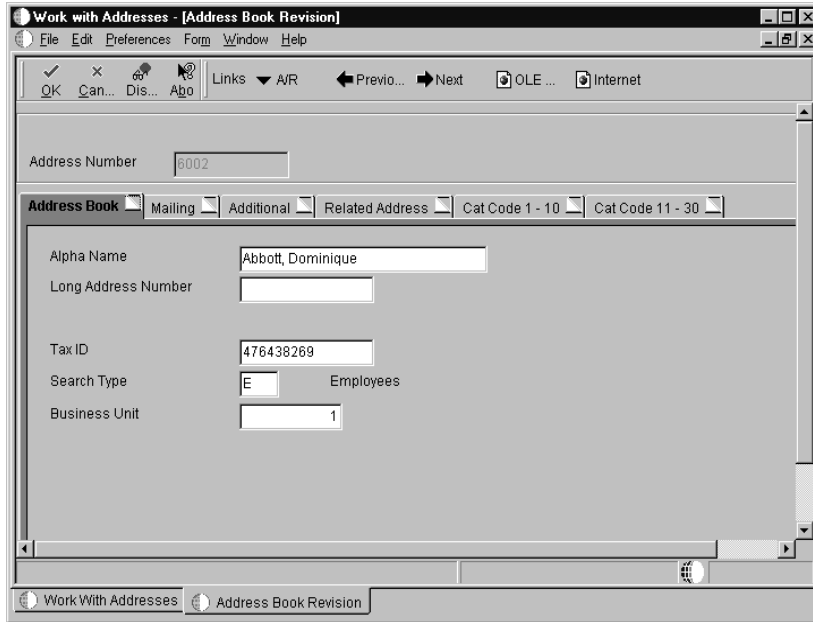 Work with Addresses - [Address Book Revision]
File Edit Preferences Form Window Help
OK Can... Dis... Abo Links A/R Previo... Next OLE ... Internet
Address Number 6002
Address Book Mailing Additional Related Address Cat Code 1 - 10 Cat Code 11 - 30
Alpha Name Abbott, Dominique
Long Address Number
Tax ID 476438269
Search Type E Employees
Business Unit 1
Work With Addresses Address Book Revision